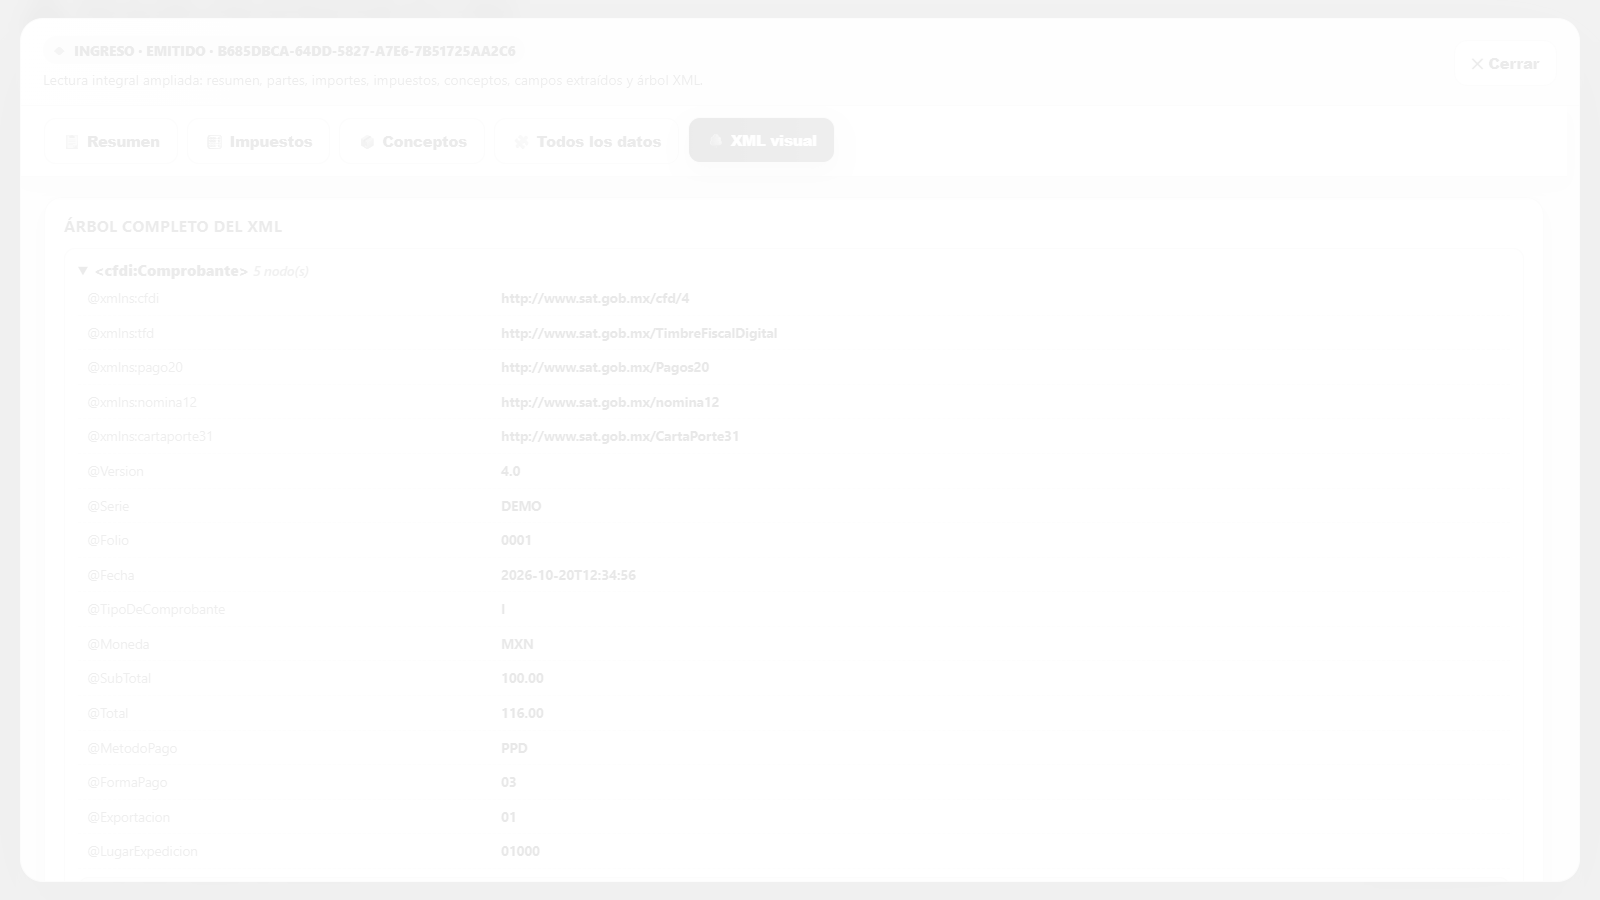 INGRESO · EMITIDO · B685DBCA-64DD-5827-A7E6-7B51725AA2C6
Lectura integral ampliada: resumen, partes, importes, impuestos, conceptos, campos extraídos y árbol XML.
× Cerrar
Resumen
Impuestos
Conceptos
Todos los datos
XML visual
ÁRBOL COMPLETO DEL XML
▼ <cfdi:Comprobante> 5 nodo(s)
@xmlns:cfdi http://www.sat.gob.mx/cfd/4
@xmlns:tfd http://www.sat.gob.mx/TimbreFiscalDigital
@xmlns:pago20 http://www.sat.gob.mx/Pagos20
@xmlns:nomina12 http://www.sat.gob.mx/nomina12
@xmlns:cartaporte31 http://www.sat.gob.mx/CartaPorte31
@Version 4.0
@Serie DEMO
@Folio 0001
@Fecha 2026-10-20T12:34:56
@TipoDeComprobante I
@Moneda MXN
@SubTotal 100.00
@Total 116.00
@MetodoPago PPD
@FormaPago 03
@Exportacion 01
@LugarExpedicion 01000